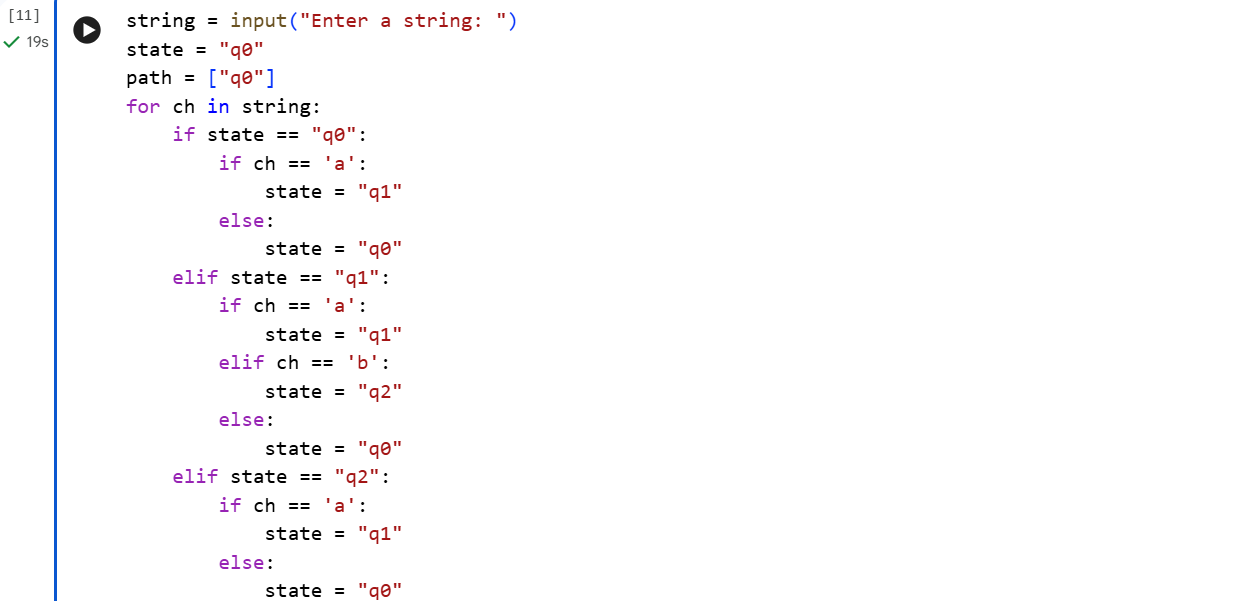 [11]
19s
string = input("Enter a string: ")
state = "q0"
path = ["q0"]
for ch in string:
    if state == "q0":
        if ch == 'a':
            state = "q1"
        else:
            state = "q0"
    elif state == "q1":
        if ch == 'a':
            state = "q1"
        elif ch == 'b':
            state = "q2"
        else:
            state = "q0"
    elif state == "q2":
        if ch == 'a':
            state = "q1"
        else:
            state = "q0"